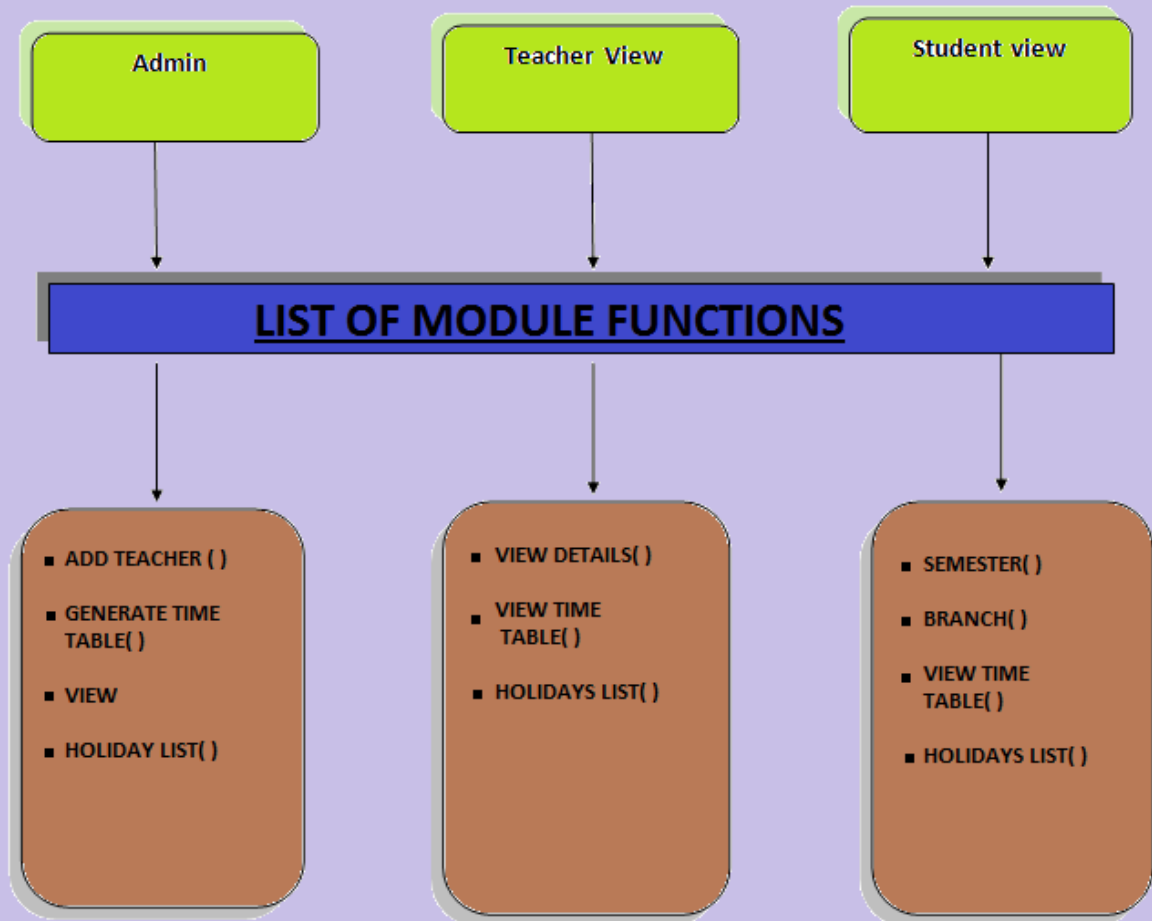 Admin
Teacher View
Student view
LIST OF MODULE FUNCTIONS
▪ ADD TEACHER ( )
▪ GENERATE TIME
TABLE( )
▪ VIEW
▪ HOLIDAY LIST( )
▪ VIEW DETAILS( )
▪ VIEW TIME
TABLE( )
▪ HOLIDAYS LIST( )
▪ SEMESTER( )
▪ BRANCH( )
▪ VIEW TIME
TABLE( )
▪ HOLIDAYS LIST( )